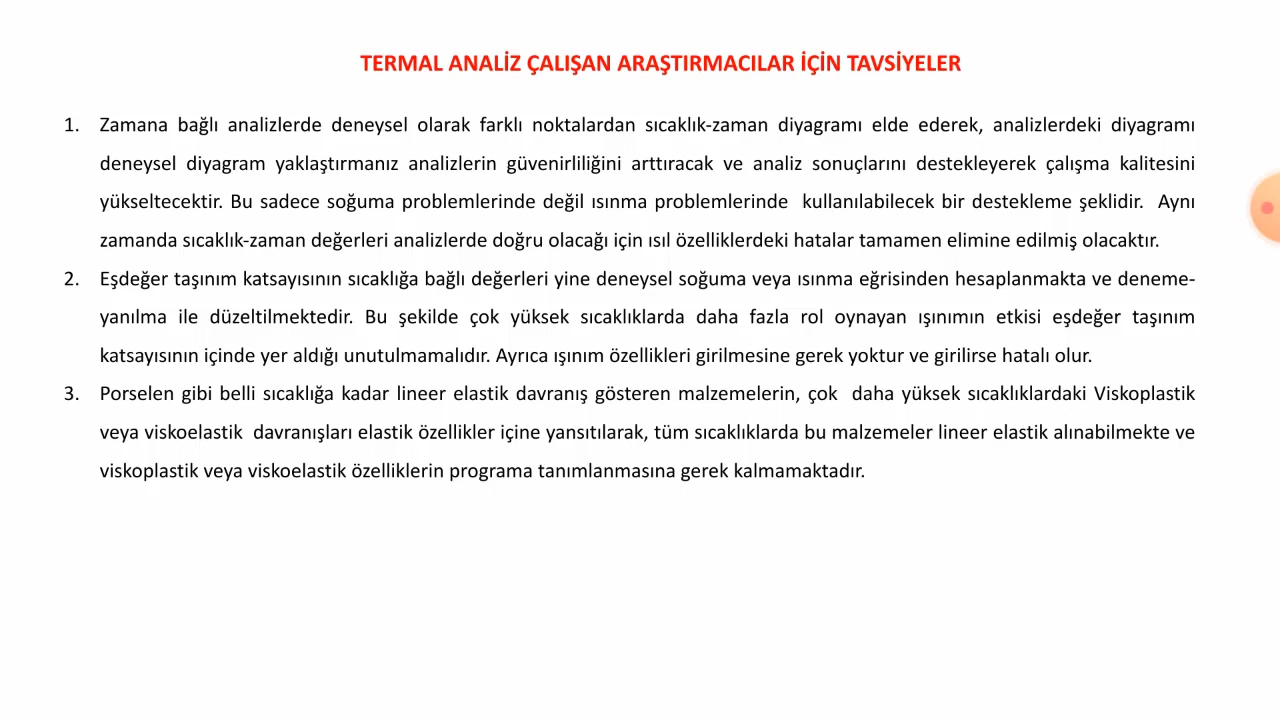 TERMAL ANALİZ ÇALIŞAN ARAŞTIRMACILAR İÇİN TAVSİYELER
1. Zamana bağlı analizlerde deneysel olarak farklı noktalardan sıcaklık-zaman diyagramı elde ederek, analizlerdeki diyagramı
deneysel diyagram yaklaştırmanız analizlerin güvenirliliğini arttıracak ve analiz sonuçlarını destekleyerek çalışma kalitesini
yükseltecektir. Bu sadece soğuma problemlerinde değil ısınma problemlerinde kullanılabilecek bir destekleme şeklidir. Aynı
zamanda sıcaklık-zaman değerleri analizlerde doğru olacağı için ısıl özelliklerdeki hatalar tamamen elimine edilmiş olacaktır.
2. Eşdeğer taşınım katsayısının sıcaklığa bağlı değerleri yine deneysel soğuma veya ısınma eğrisinden hesaplanmakta ve deneme-
yanılma ile düzeltilmektedir. Bu şekilde çok yüksek sıcaklıklarda daha fazla rol oynayan ışınımın etkisi eşdeğer taşınım
katsayısının içinde yer aldığı unutulmamalıdır. Ayrıca ışınım özellikleri girilmesine gerek yoktur ve girilirse hatalı olur.
3. Porselen gibi belli sıcaklığa kadar lineer elastik davranış gösteren malzemelerin, çok daha yüksek sıcaklıklardaki Viskoplastik
veya viskoelastik davranışları elastik özellikler içine yansıtılarak, tüm sıcaklıklarda bu malzemeler lineer elastik alınabilmekte ve
viskoplastik veya viskoelastik özelliklerin programa tanımlanmasına gerek kalmamaktadır.